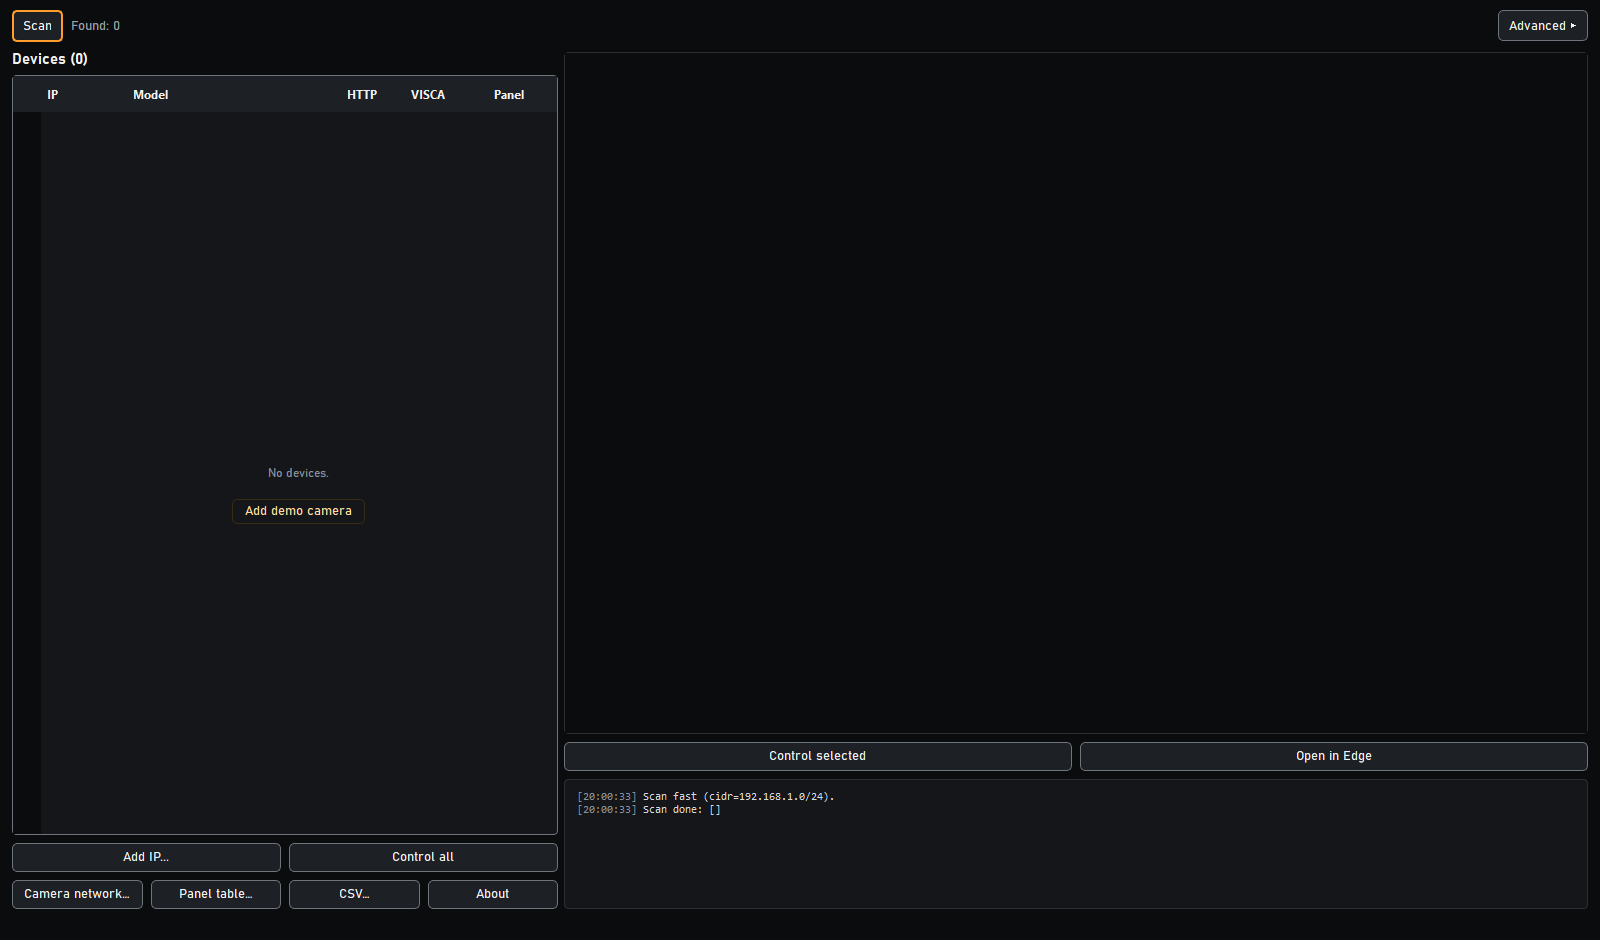 Scan Found: 0 Advanced ▸
Devices (0)
IP Model HTTP VISCA Panel
No devices.
Add demo camera
Control selected Open in Edge
[20:00:33] Scan fast (cidr=192.168.1.0/24).
[20:00:33] Scan done: []
Add IP... Control all
Camera network... Panel table... CSV... About